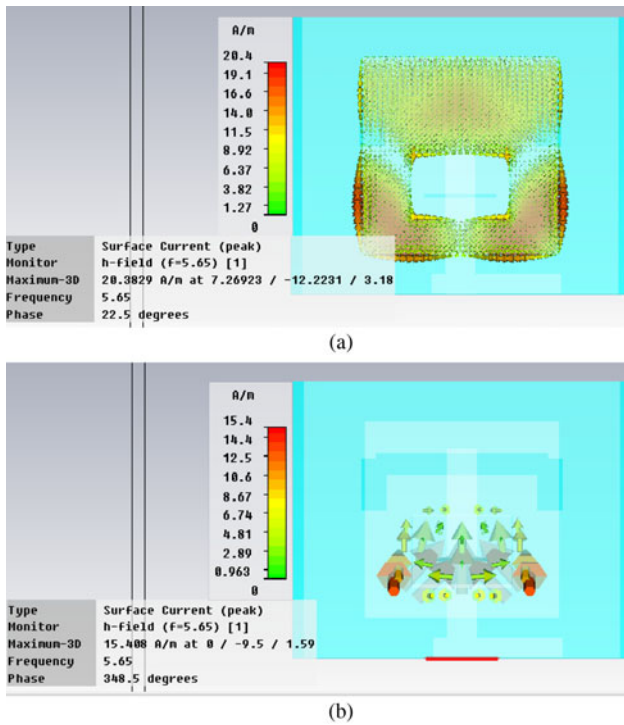 A/m
20.4
19.1
16.6
14.0
11.5
8.92
6.37
3.82
1.27
0
Type Surface Current (peak)
Monitor h-field (f=5.65) [1]
Maximum-3D 20.3829 A/m at 7.26923 / -12.2231 / 3.18
Frequency 5.65
Phase 22.5 degrees
(a)
A/m
15.4
14.4
12.5
10.6
8.67
6.74
4.81
2.89
0.963
0
Type Surface Current (peak)
Monitor h-field (f=5.65) [1]
Maximum-3D 15.408 A/m at 0 / -9.5 / 1.59
Frequency 5.65
Phase 348.5 degrees
(b)